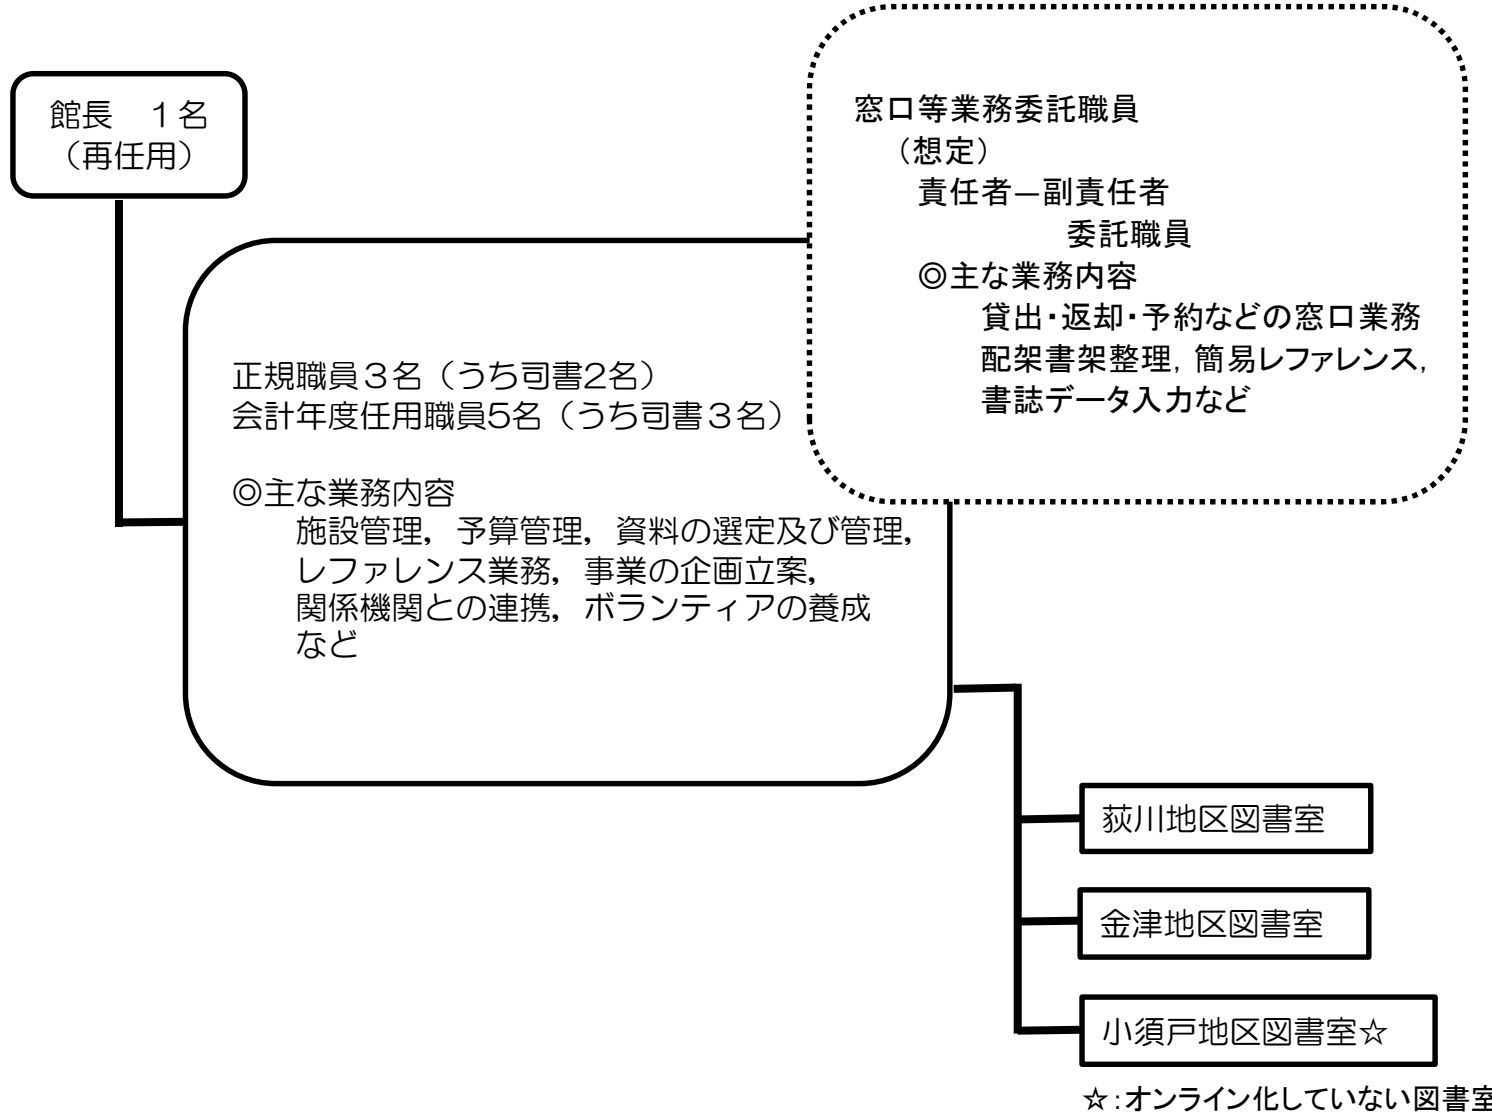 館長　１名
（再任用）
窓口等業務委託職員
（想定）
責任者―副責任者
委託職員
◎主な業務内容
貸出・返却・予約などの窓口業務
配架書架整理, 簡易レファレンス,
書誌データ入力など
正規職員３名（うち司書2名）
会計年度任用職員5名（うち司書３名）
◎主な業務内容
施設管理，予算管理，資料の選定及び管理，
レファレンス業務，事業の企画立案，
関係機関との連携，ボランティアの養成
など
荻川地区図書室
金津地区図書室
小須戸地区図書室☆
☆：オンライン化していない図書室